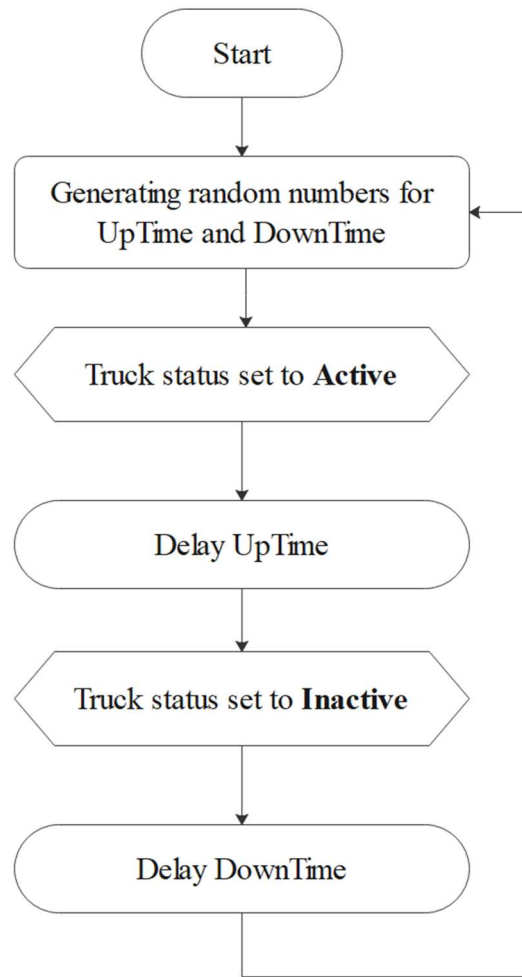 Start
Generating random numbers for
UpTime and DownTime
Truck status set to Active
Delay UpTime
Truck status set to Inactive
Delay DownTime